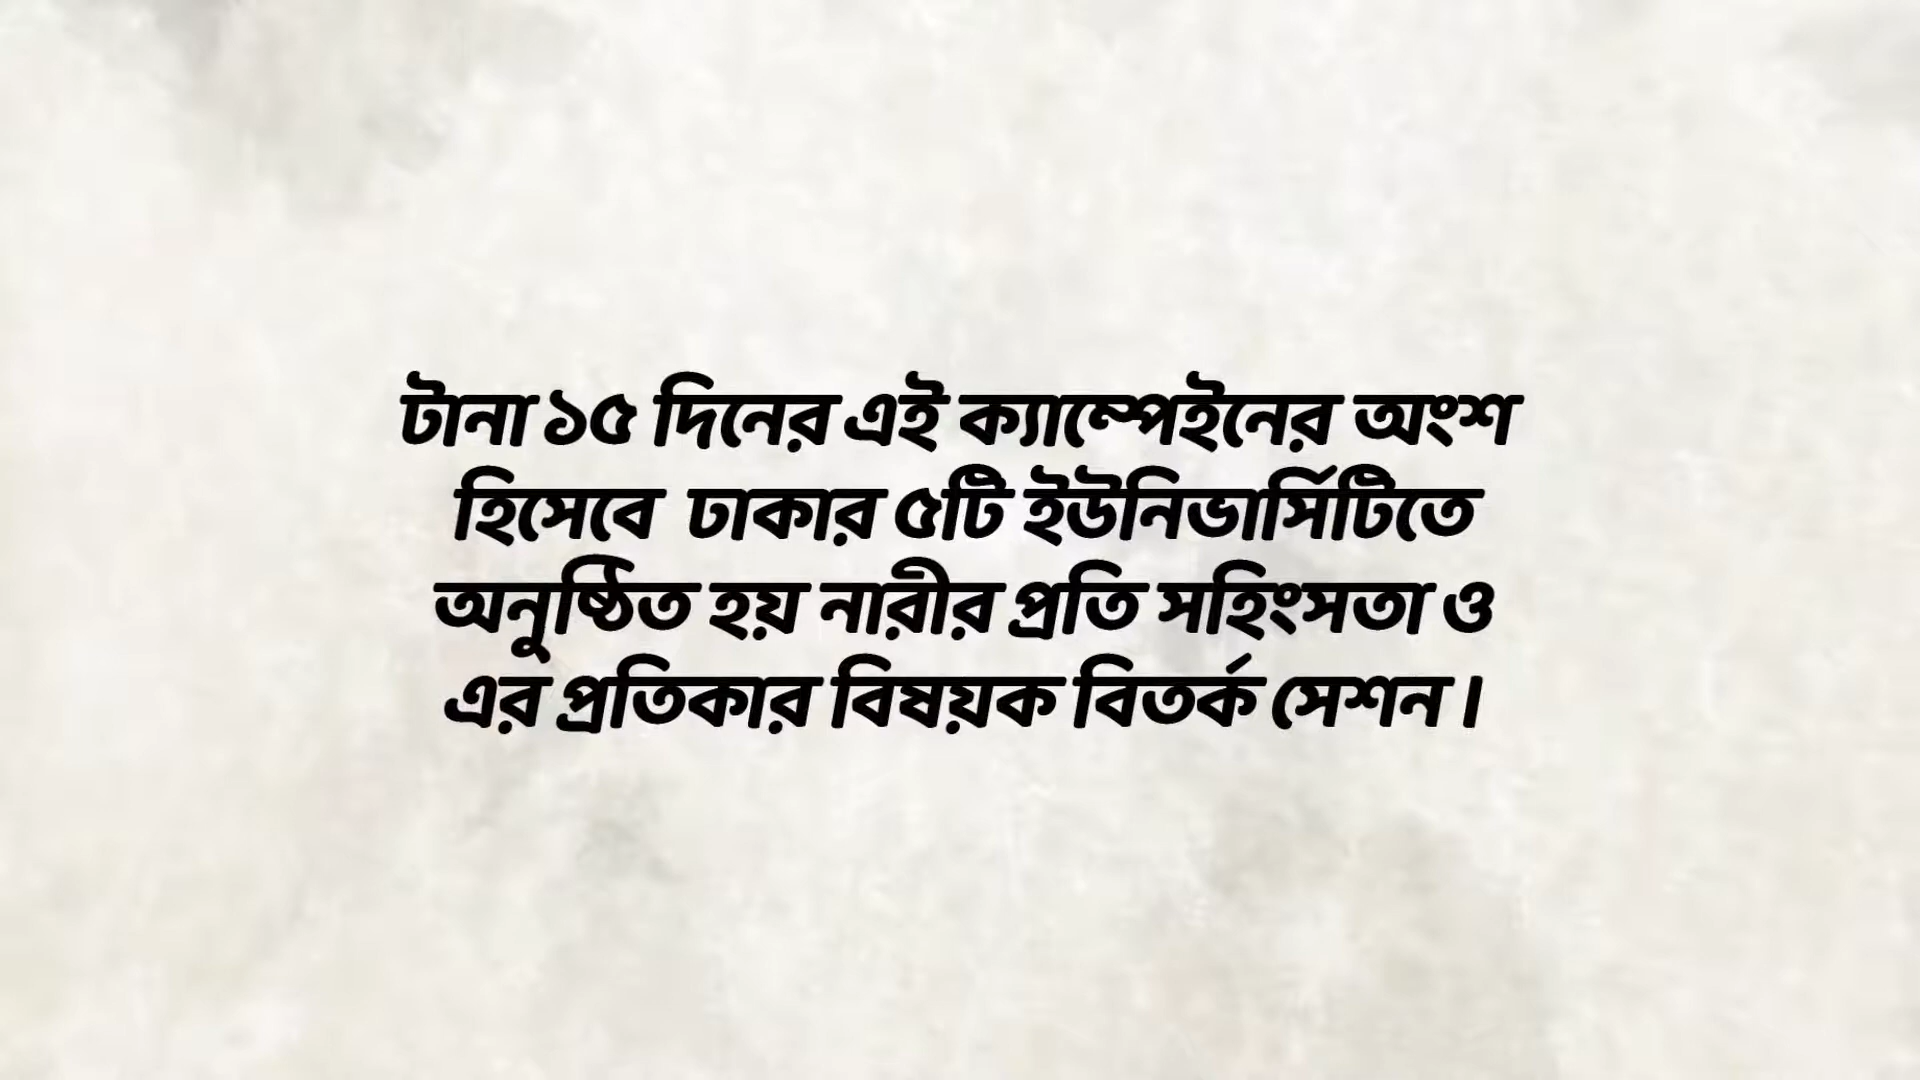 টানা ১৫ দিনের এই ক্যাম্পেইনের অংশ
হিসেবে ঢাকার ৫টি ইউনিভার্সিটিতে
অনুষ্ঠিত হয় নারীর প্রতি সহিংসতা ও
এর প্রতিকার বিষয়ক বিতর্ক সেশন।